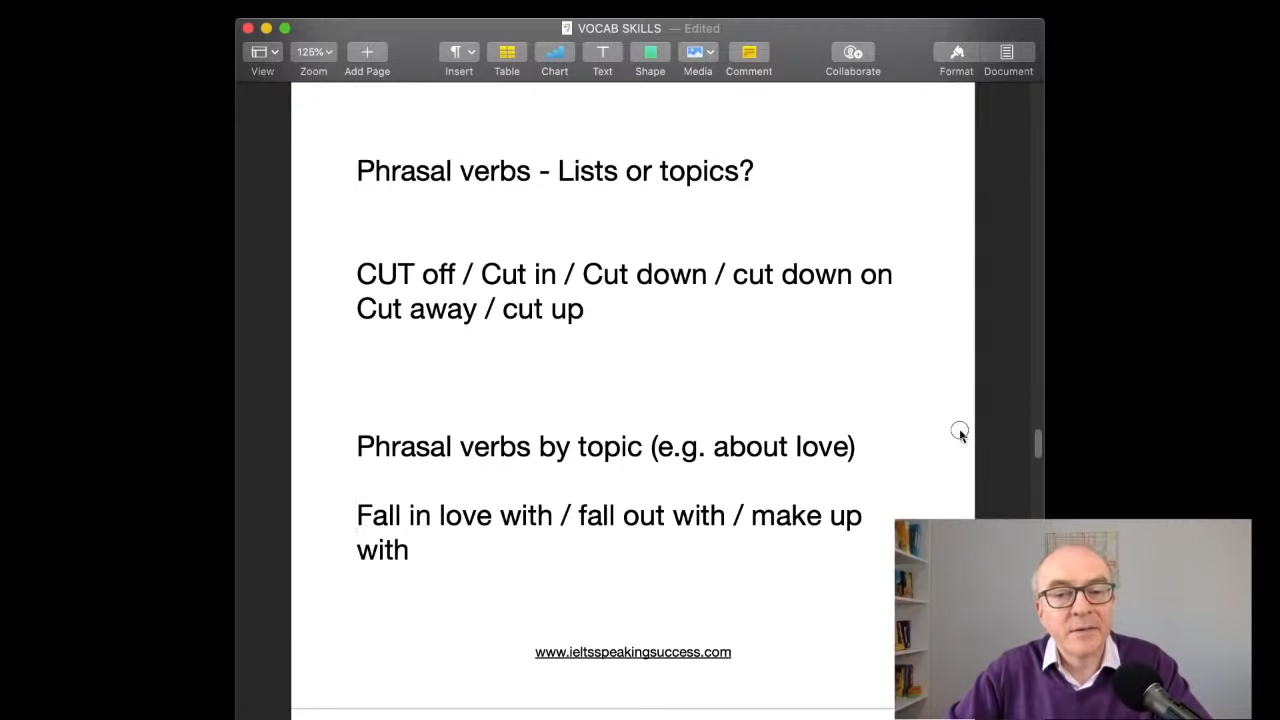 VOCAB SKILLS — Edited
125%
View Zoom Add Page Insert Table Chart Text Shape Media Comment Collaborate Format Document
Phrasal verbs - Lists or topics?
CUT off / Cut in / Cut down / cut down on
Cut away / cut up
Phrasal verbs by topic (e.g. about love)
Fall in love with / fall out with / make up
with
www.ieltsspeakingsuccess.com